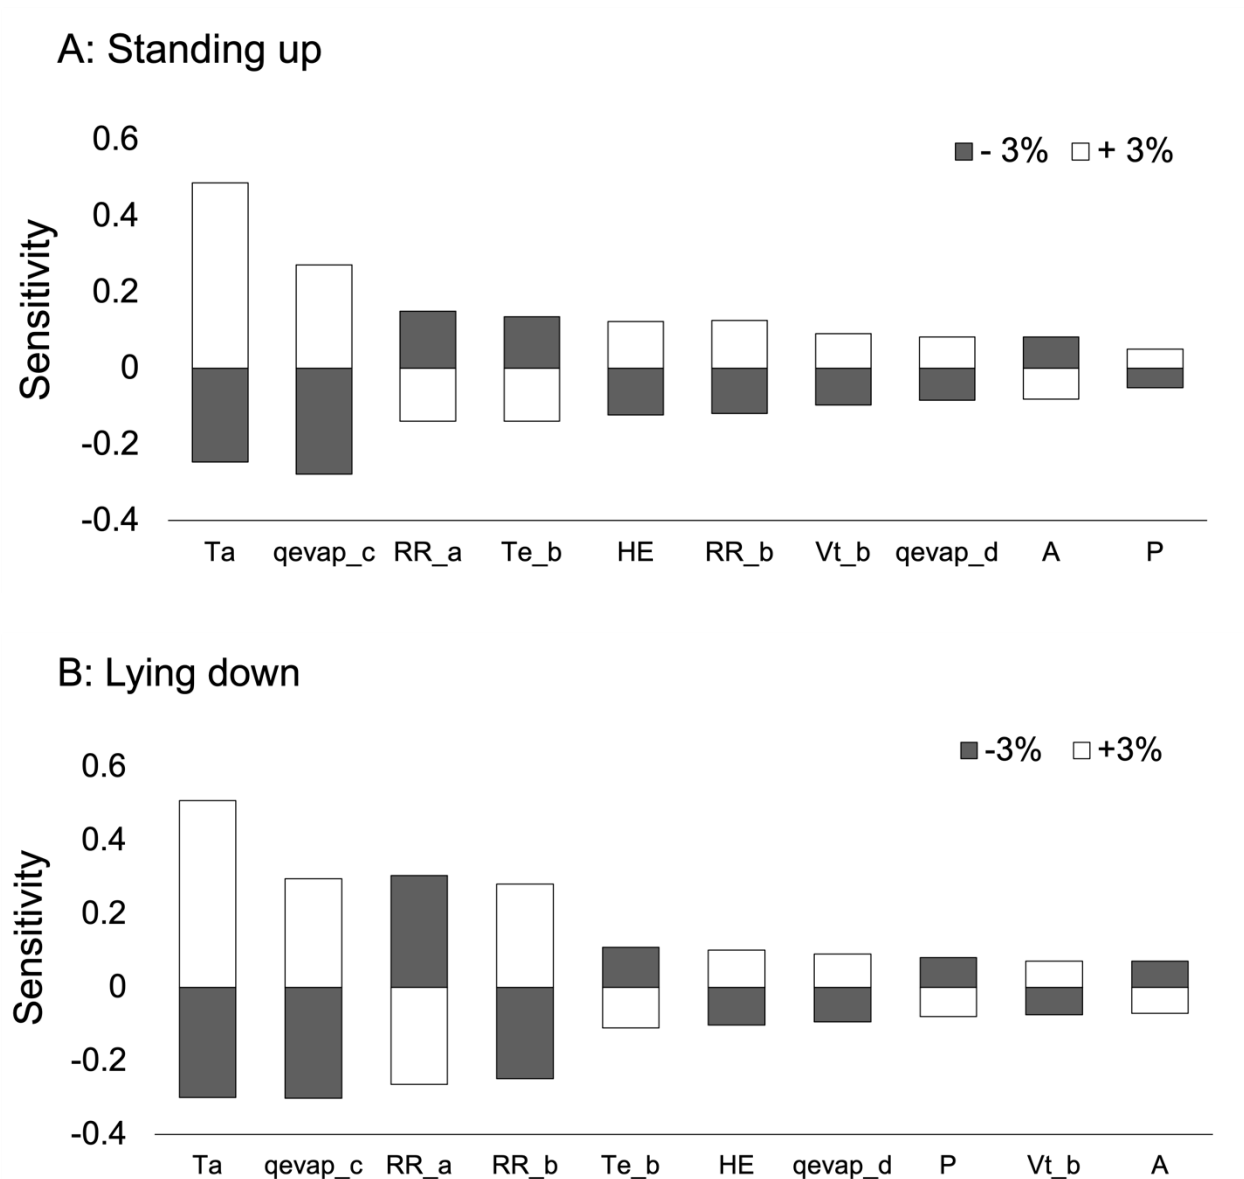 A: Standing up
- 3% + 3%
Sensitivity
0.6
0.4
0.2
0
-0.2
-0.4
Ta qevap_c RR_a Te_b HE RR_b Vt_b qevap_d A P
B: Lying down
-3% +3%
Sensitivity
0.6
0.4
0.2
0
-0.2
-0.4
Ta qevap_c RR_a RR_b Te_b HE qevap_d P Vt_b A